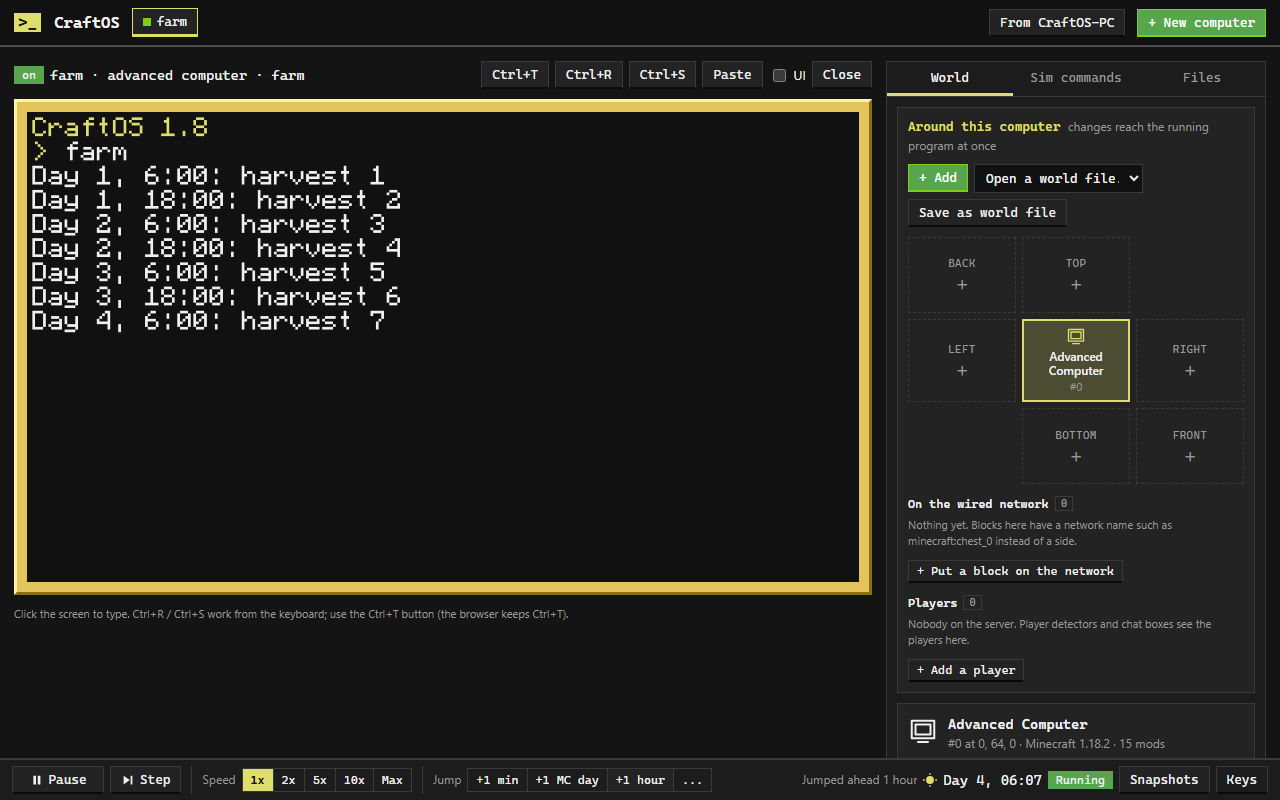 >_ CraftOS farm From CraftOS-PC + New computer
on farm · advanced computer · farm Ctrl+T Ctrl+R Ctrl+S Paste UI Close
CraftOS 1.8
> farm
Day 1, 6:00: harvest 1
Day 1, 18:00: harvest 2
Day 2, 6:00: harvest 3
Day 2, 18:00: harvest 4
Day 3, 6:00: harvest 5
Day 3, 18:00: harvest 6
Day 4, 6:00: harvest 7
Click the screen to type. Ctrl+R / Ctrl+S work from the keyboard; use the Ctrl+T button (the browser keeps Ctrl+T).
World Sim commands Files
Around this computer changes reach the running
program at once
+ Add Open a world file.
Save as world file
BACK TOP
+ +
LEFT Advanced Computer #0 RIGHT
+ +
BOTTOM FRONT
+ +
On the wired network 0
Nothing yet. Blocks here have a network name such as
minecraft:chest_0 instead of a side.
+ Put a block on the network
Players 0
Nobody on the server. Player detectors and chat boxes see the
players here.
+ Add a player
Advanced Computer
#0 at 0, 64, 0 · Minecraft 1.18.2 · 15 mods
Pause Step Speed 1x 2x 5x 10x Max Jump +1 min +1 MC day +1 hour ... Jumped ahead 1 hour Day 4, 06:07 Running Snapshots Keys